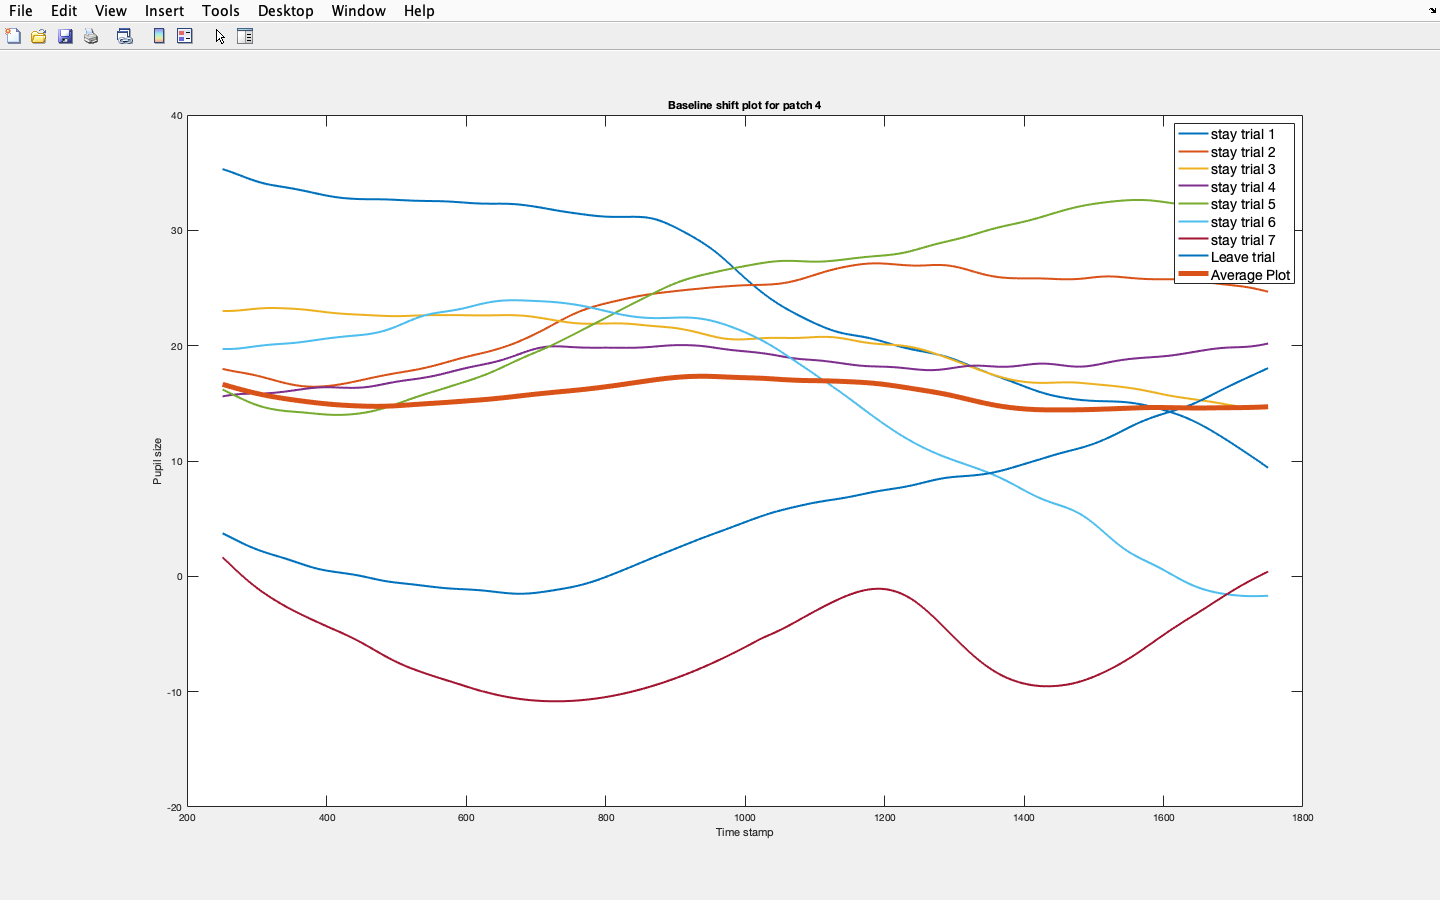 File Edit View Insert Tools Desktop Window Help
Baseline shift plot for patch 4
40
30
20
10
0
-10
-20
Pupil size
200 400 600 800 1000 1200 1400 1600 1800
Time stamp
stay trial 1
stay trial 2
stay trial 3
stay trial 4
stay trial 5
stay trial 6
stay trial 7
Leave trial
Average Plot